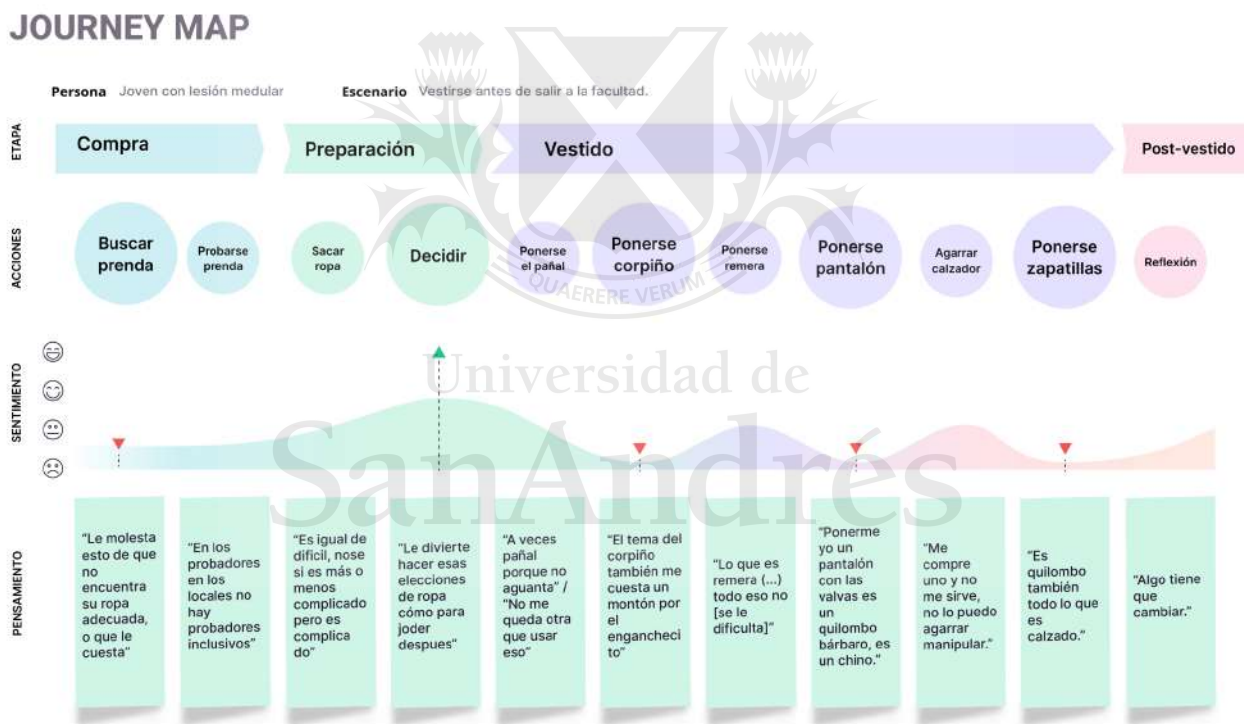 JOURNEY MAP
Persona Joven con lesión medular Escenario Vestirse antes de salir a la facultad.
ETAPA
Compra
Preparación
Vestido
Post-vestido
ACCIONES
Buscar
prenda
Probarse
prenda
Sacar
ropa
Decidir
Ponerse
el pañal
Ponerse
corpiño
Ponerse
remera
Ponerse
pantalón
Agarrar
calzador
Ponerse
zapatillas
Reflexión
QUAERERE VERUM
SENTIMIENTO
Universidad de
SanAndrés
PENSAMIENTO
"Le molesta
esto de que
no
encuentra
su ropa
adecuada,
o que le
cuesta"
"En los
probadores
en los
locales no
hay
probadores
inclusivos"
"Es igual de
dificil, nose
si es más o
menos
complicado
pero es
complica
do"
"Le divierte
hacer esas
elecciones
de ropa
cómo para
joder
despues"
"A veces
pañal
porque no
aguanta" /
"No me
queda otra
que usar
eso"
"El tema del
corpiño
también me
cuesta un
montón por
el
engancheci
to"
"Lo que es
remera (...)
todo eso no
[se le
dificulta]"
"Ponerme
yo un
pantalón
con las
valvas es
un
quilombo
bárbaro, es
un chino."
"Me
compre
uno y no
me sirve,
no lo puedo
agarrar
manipular."
"Es
quilombo
también
todo lo que
es
calzado."
"Algo tiene
que
cambiar."